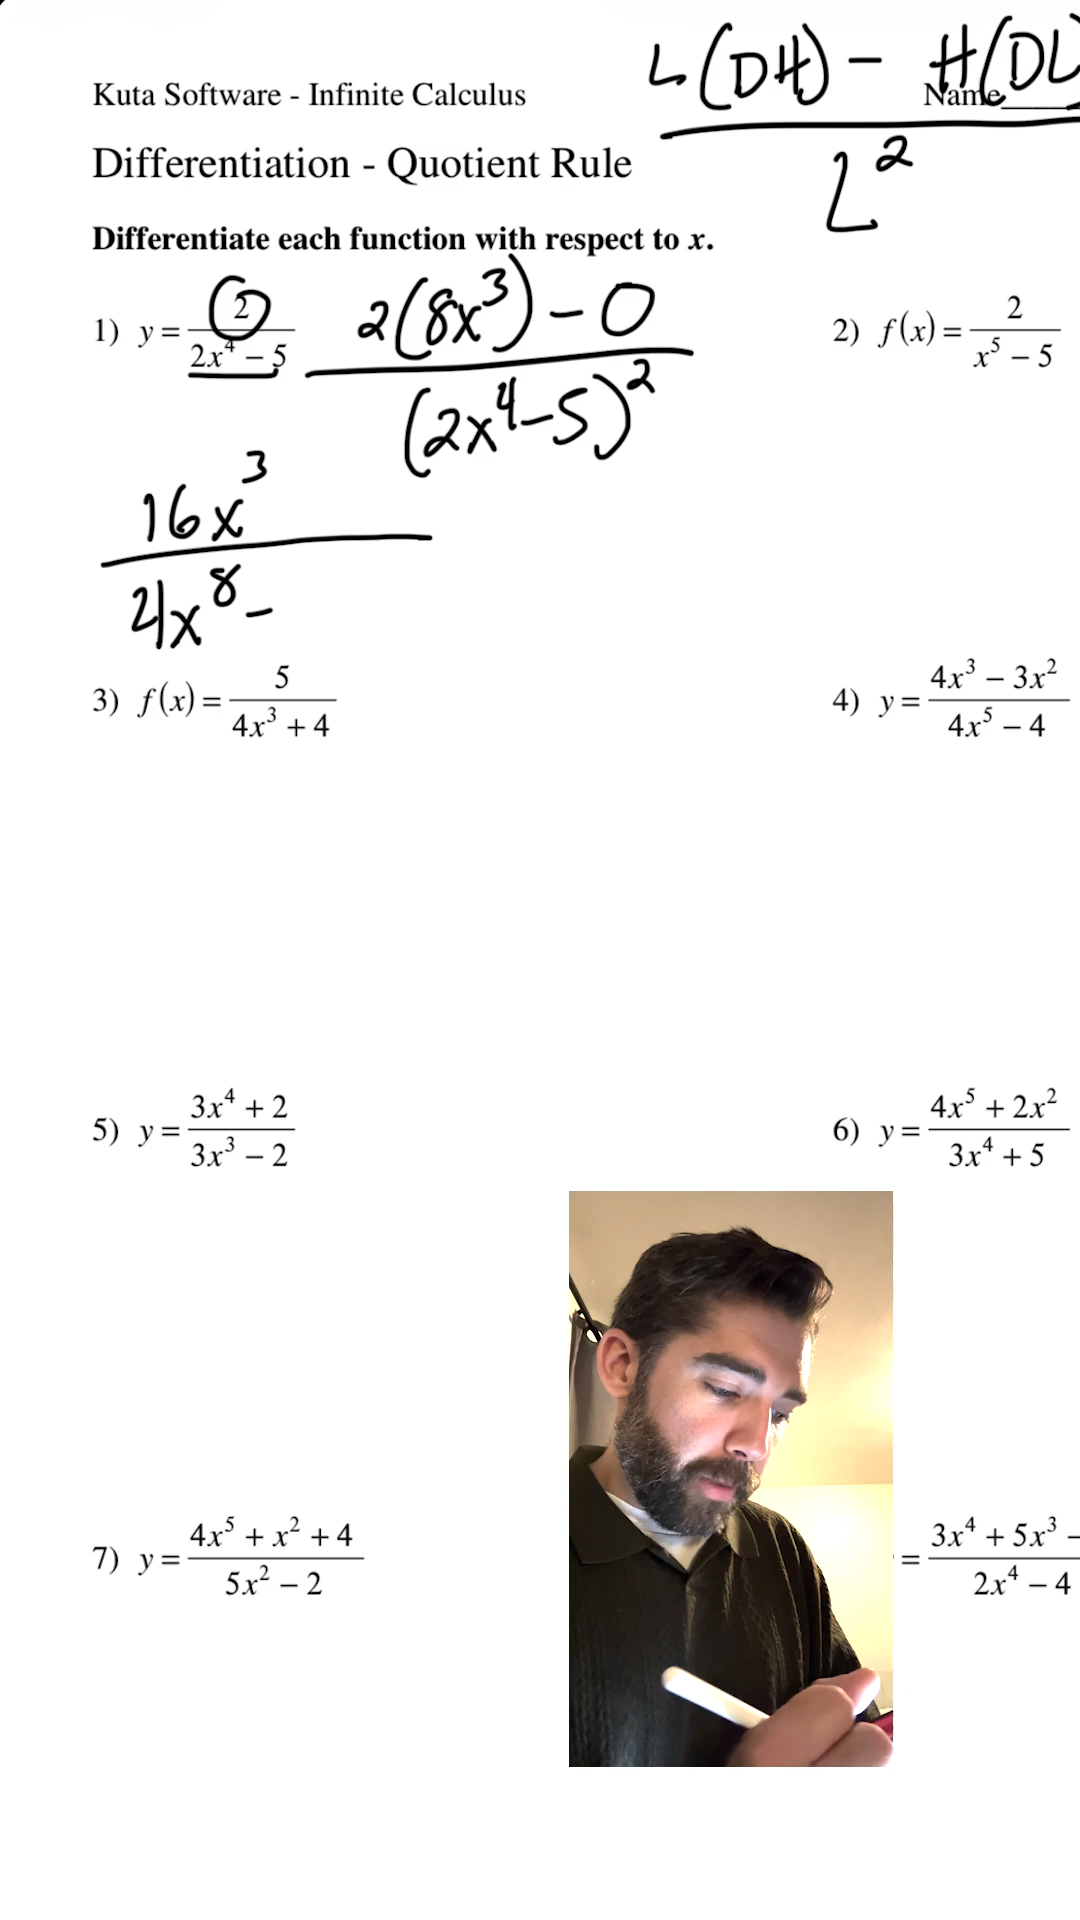 L(DH) - H(DL)
Kuta Software - Infinite Calculus
Name
L²
Differentiation - Quotient Rule
Differentiate each function with respect to x.
1) y = 2 / (2x⁴ − 5)
2(8x³) - 0
(2x⁴-5)²
2) f(x) = 2 / (x⁵ − 5)
16x³
4x⁸ -
3) f(x) = 5 / (4x³ + 4)
4) y = (4x³ − 3x²) / (4x⁵ − 4)
5) y = (3x⁴ + 2) / (3x³ − 2)
6) y = (4x⁵ + 2x²) / (3x⁴ + 5)
7) y = (4x⁵ + x² + 4) / (5x² − 2)
= (3x⁴ + 5x³ −) / (2x⁴ − 4)